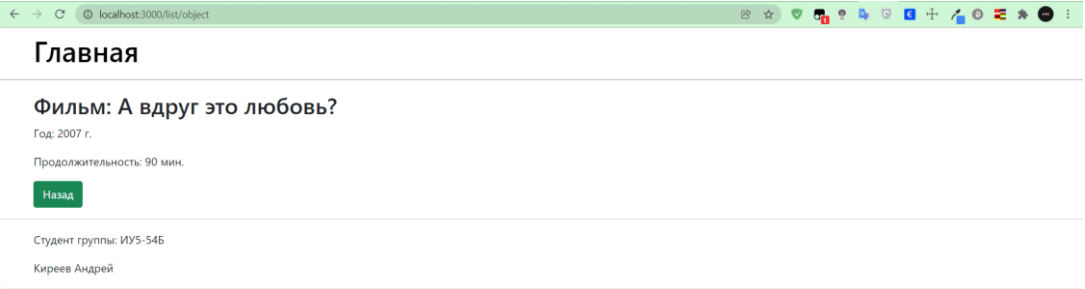 localhost:3000/list/object
1
Главная
Фильм: А вдруг это любовь?
Год: 2007 г.
Продолжительность: 90 мин.
Назад
Студент группы: ИУ5-54Б
Киреев Андрей